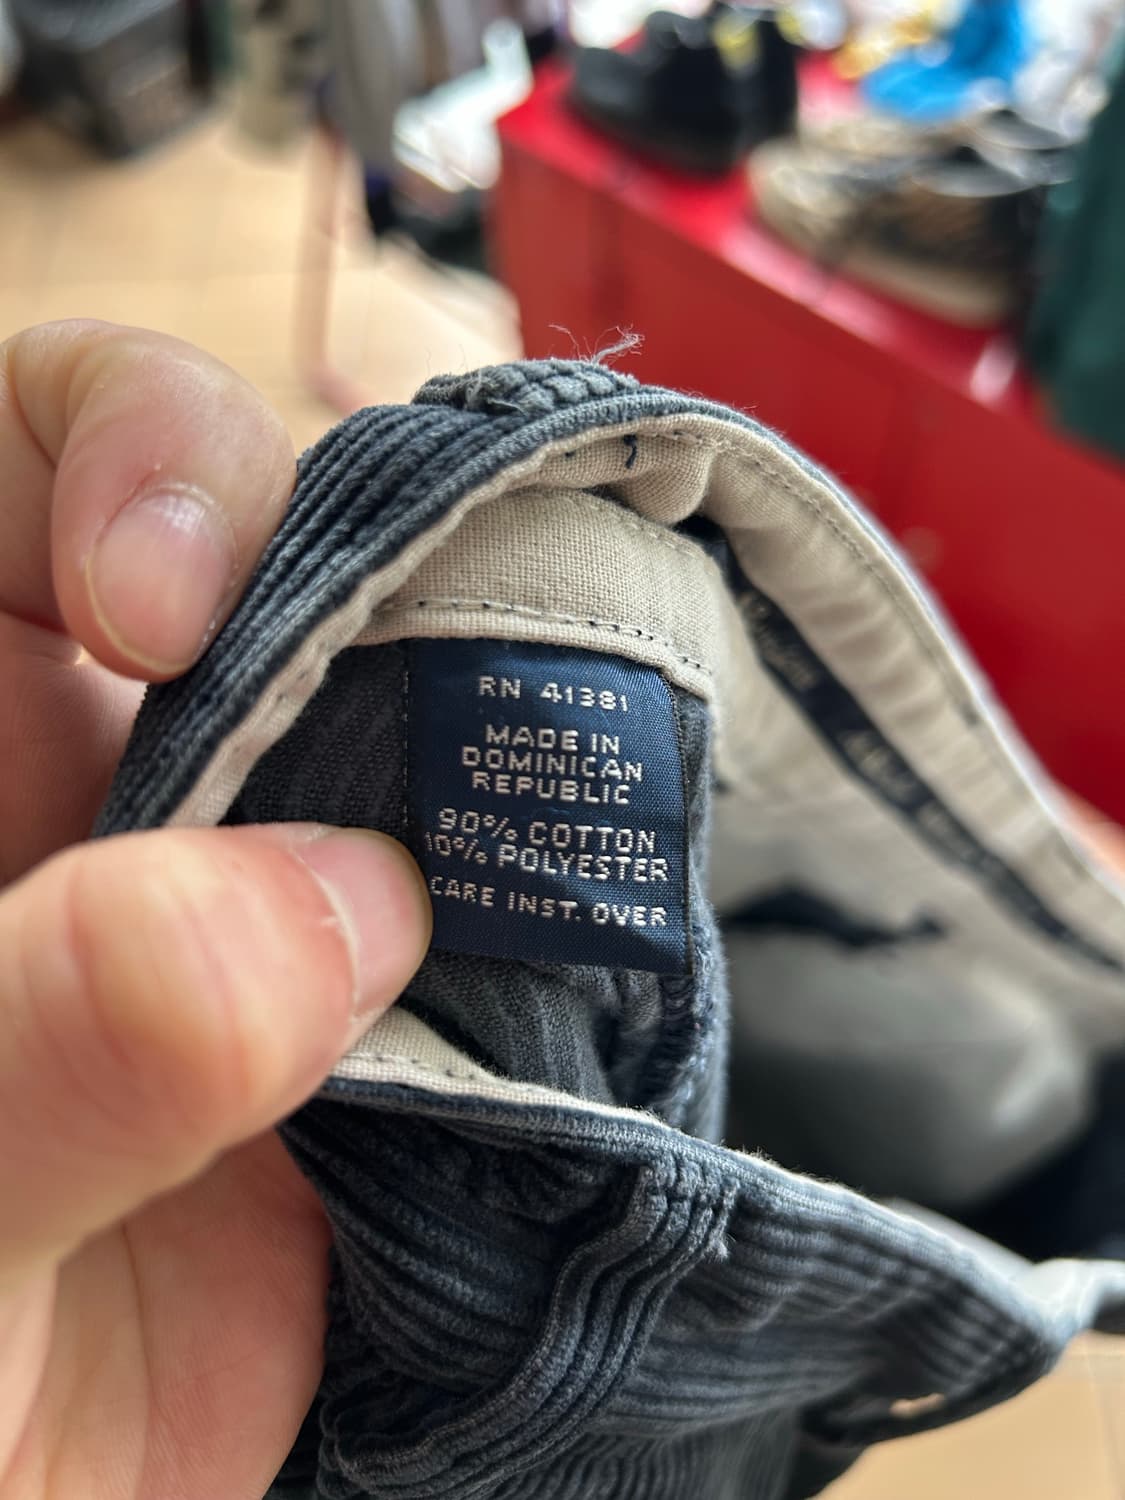 RN 41381
MADE IN
DOMINICAN
REPUBLIC
90% COTTON
10% POLYESTER
CARE INST. OVER